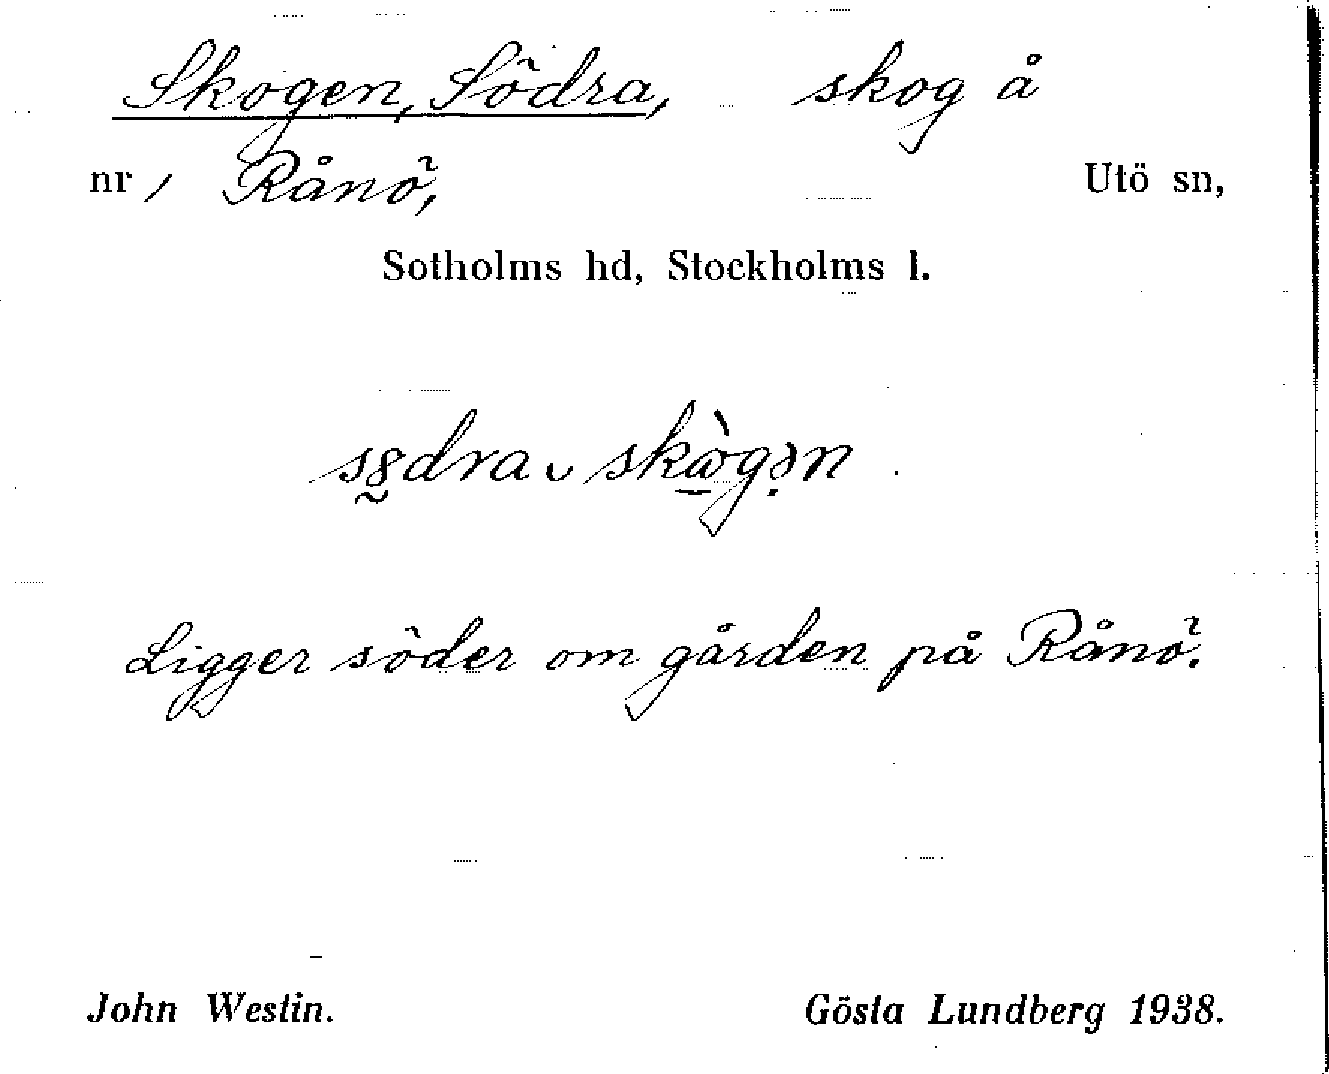 Skogen, Södra, skog å
nr / Rånö, Utö sn,
Sotholms hd, Stockholms l.
Ligger söder om gården på Rånö.
John Westin. Gösta Lundberg 1938.